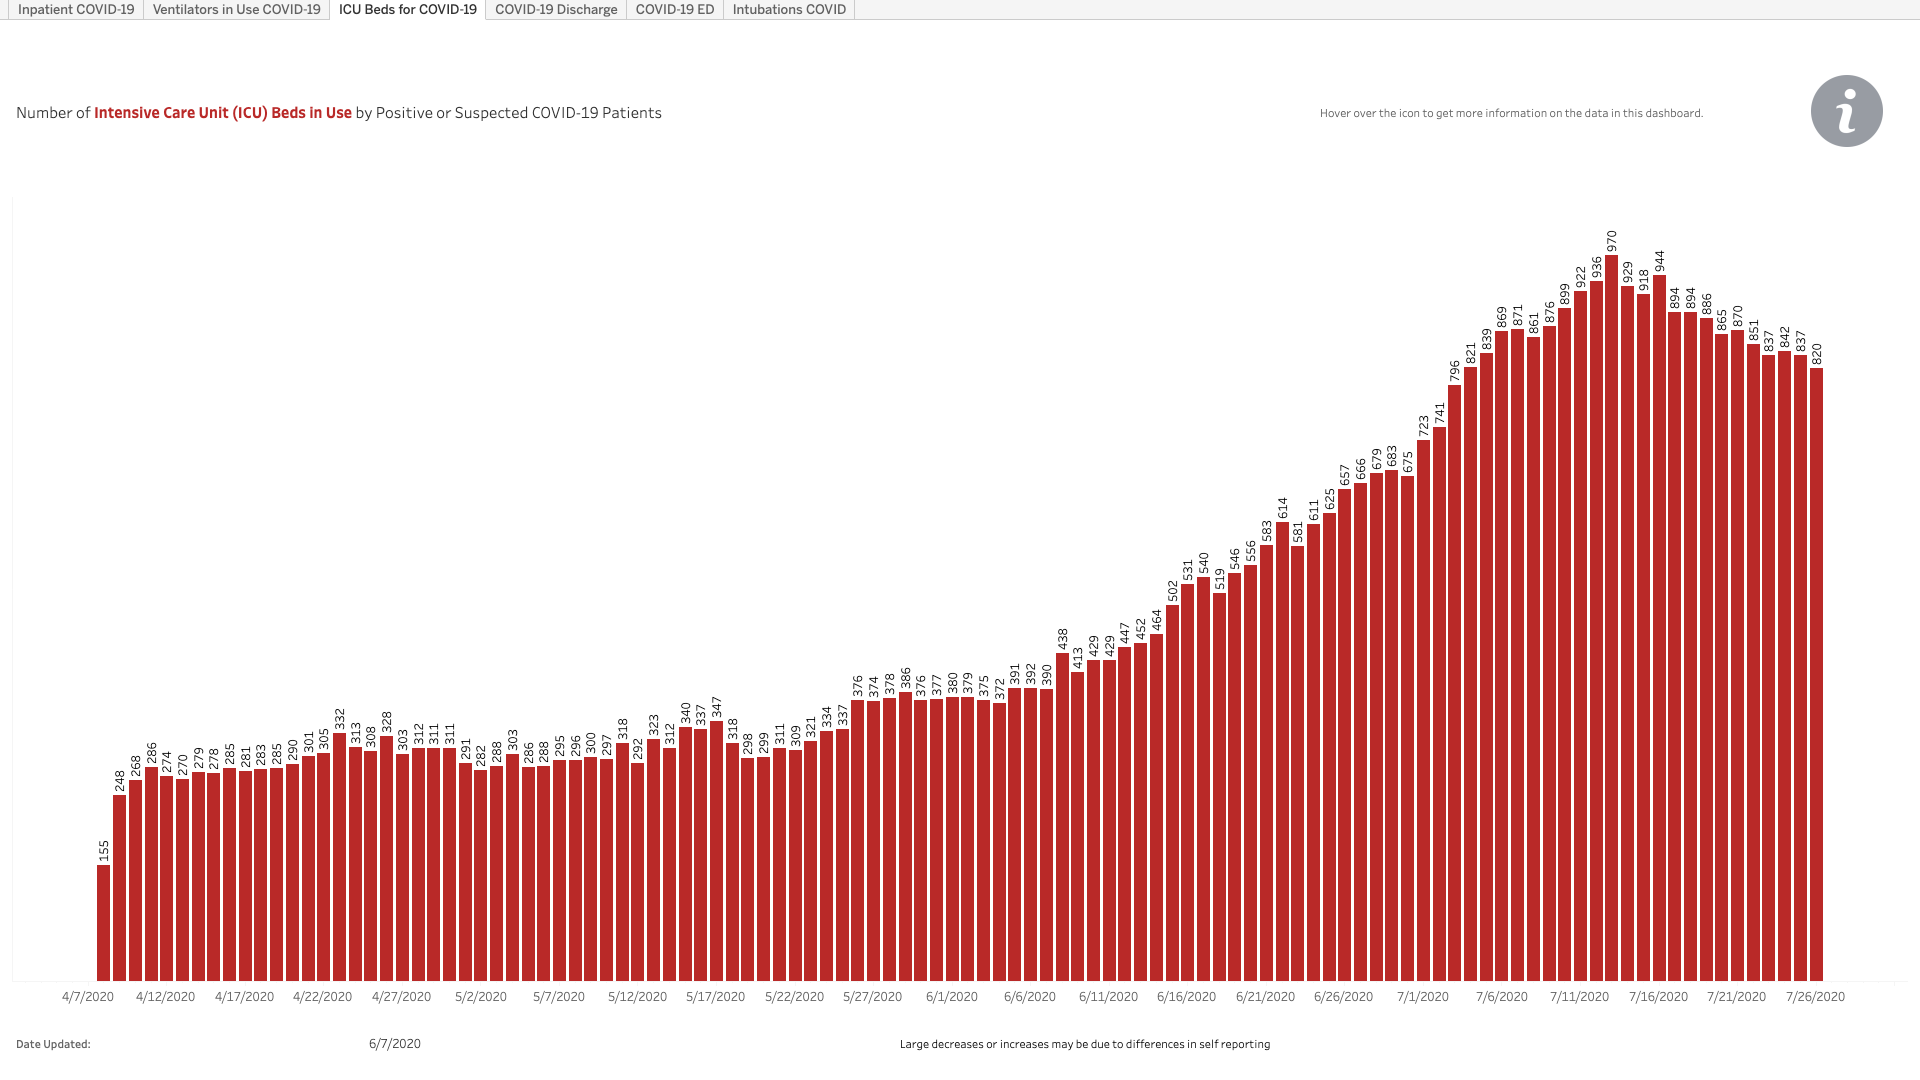 Inpatient COVID-19 Ventilators in Use COVID-19 ICU Beds for COVID-19 COVID-19 Discharge COVID-19 ED Intubations COVID
Number of Intensive Care Unit (ICU) Beds in Use by Positive or Suspected COVID-19 Patients
Hover over the icon to get more information on the data in this dashboard.
i
155 248 268 286 274 270 279 278 285 281 283 285 290 301 305 332 313 308 328 303 312 311 311 291 282 288 303 286 288 295 296 300 297 318 292 323 312 340 337 347 318 298 299 311 309 321 334 337 376 374 378 386 376 377 380 379 375 372 391 392 390 438 413 429 429 447 452 464 502 531 540 519 546 556 583 614 581 611 625 657 666 679 683 675 723 741 796 821 839 869 871 861 876 899 922 936 970 929 918 944 894 894 886 865 870 851 837 842 837 820
4/7/2020 4/12/2020 4/17/2020 4/22/2020 4/27/2020 5/2/2020 5/7/2020 5/12/2020 5/17/2020 5/22/2020 5/27/2020 6/1/2020 6/6/2020 6/11/2020 6/16/2020 6/21/2020 6/26/2020 7/1/2020 7/6/2020 7/11/2020 7/16/2020 7/21/2020 7/26/2020
Date Updated: 6/7/2020 Large decreases or increases may be due to differences in self reporting